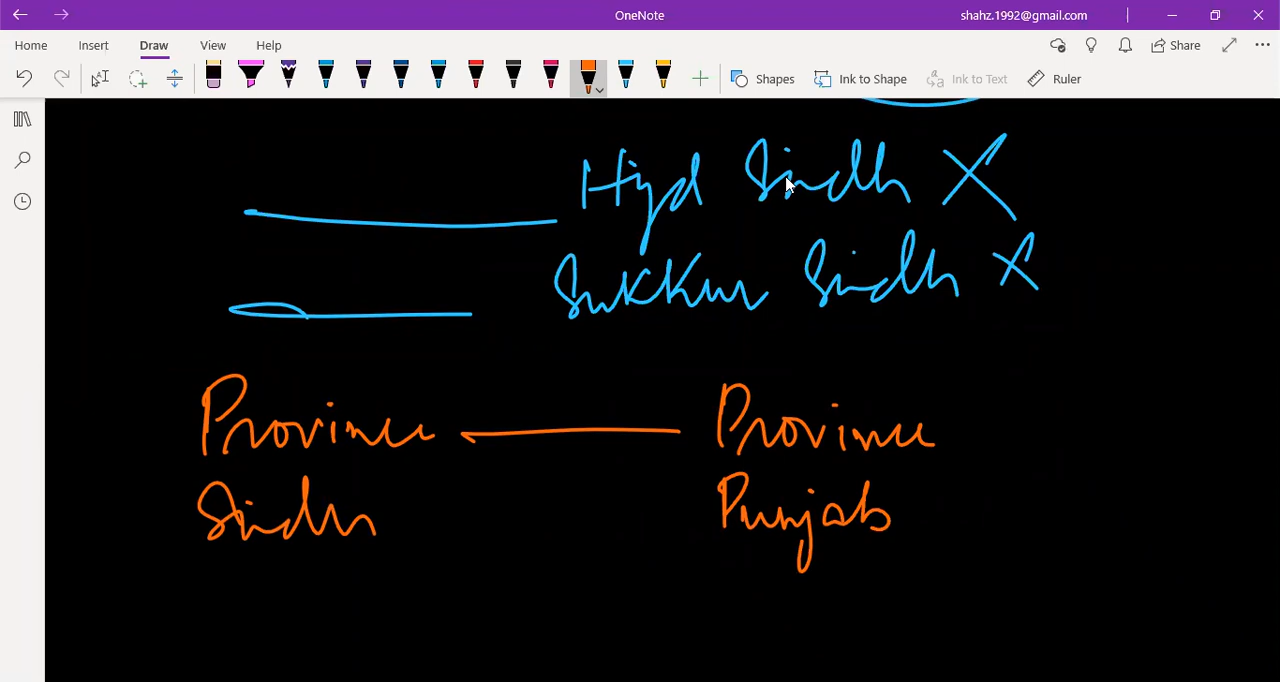 OneNote
shahz.1992@gmail.com
Home Insert Draw View Help
Share
Shapes Ink to Shape Ink to Text Ruler
Hyd Sindh X
Sukkur Sindh X
Province Province
Sindh Punjab